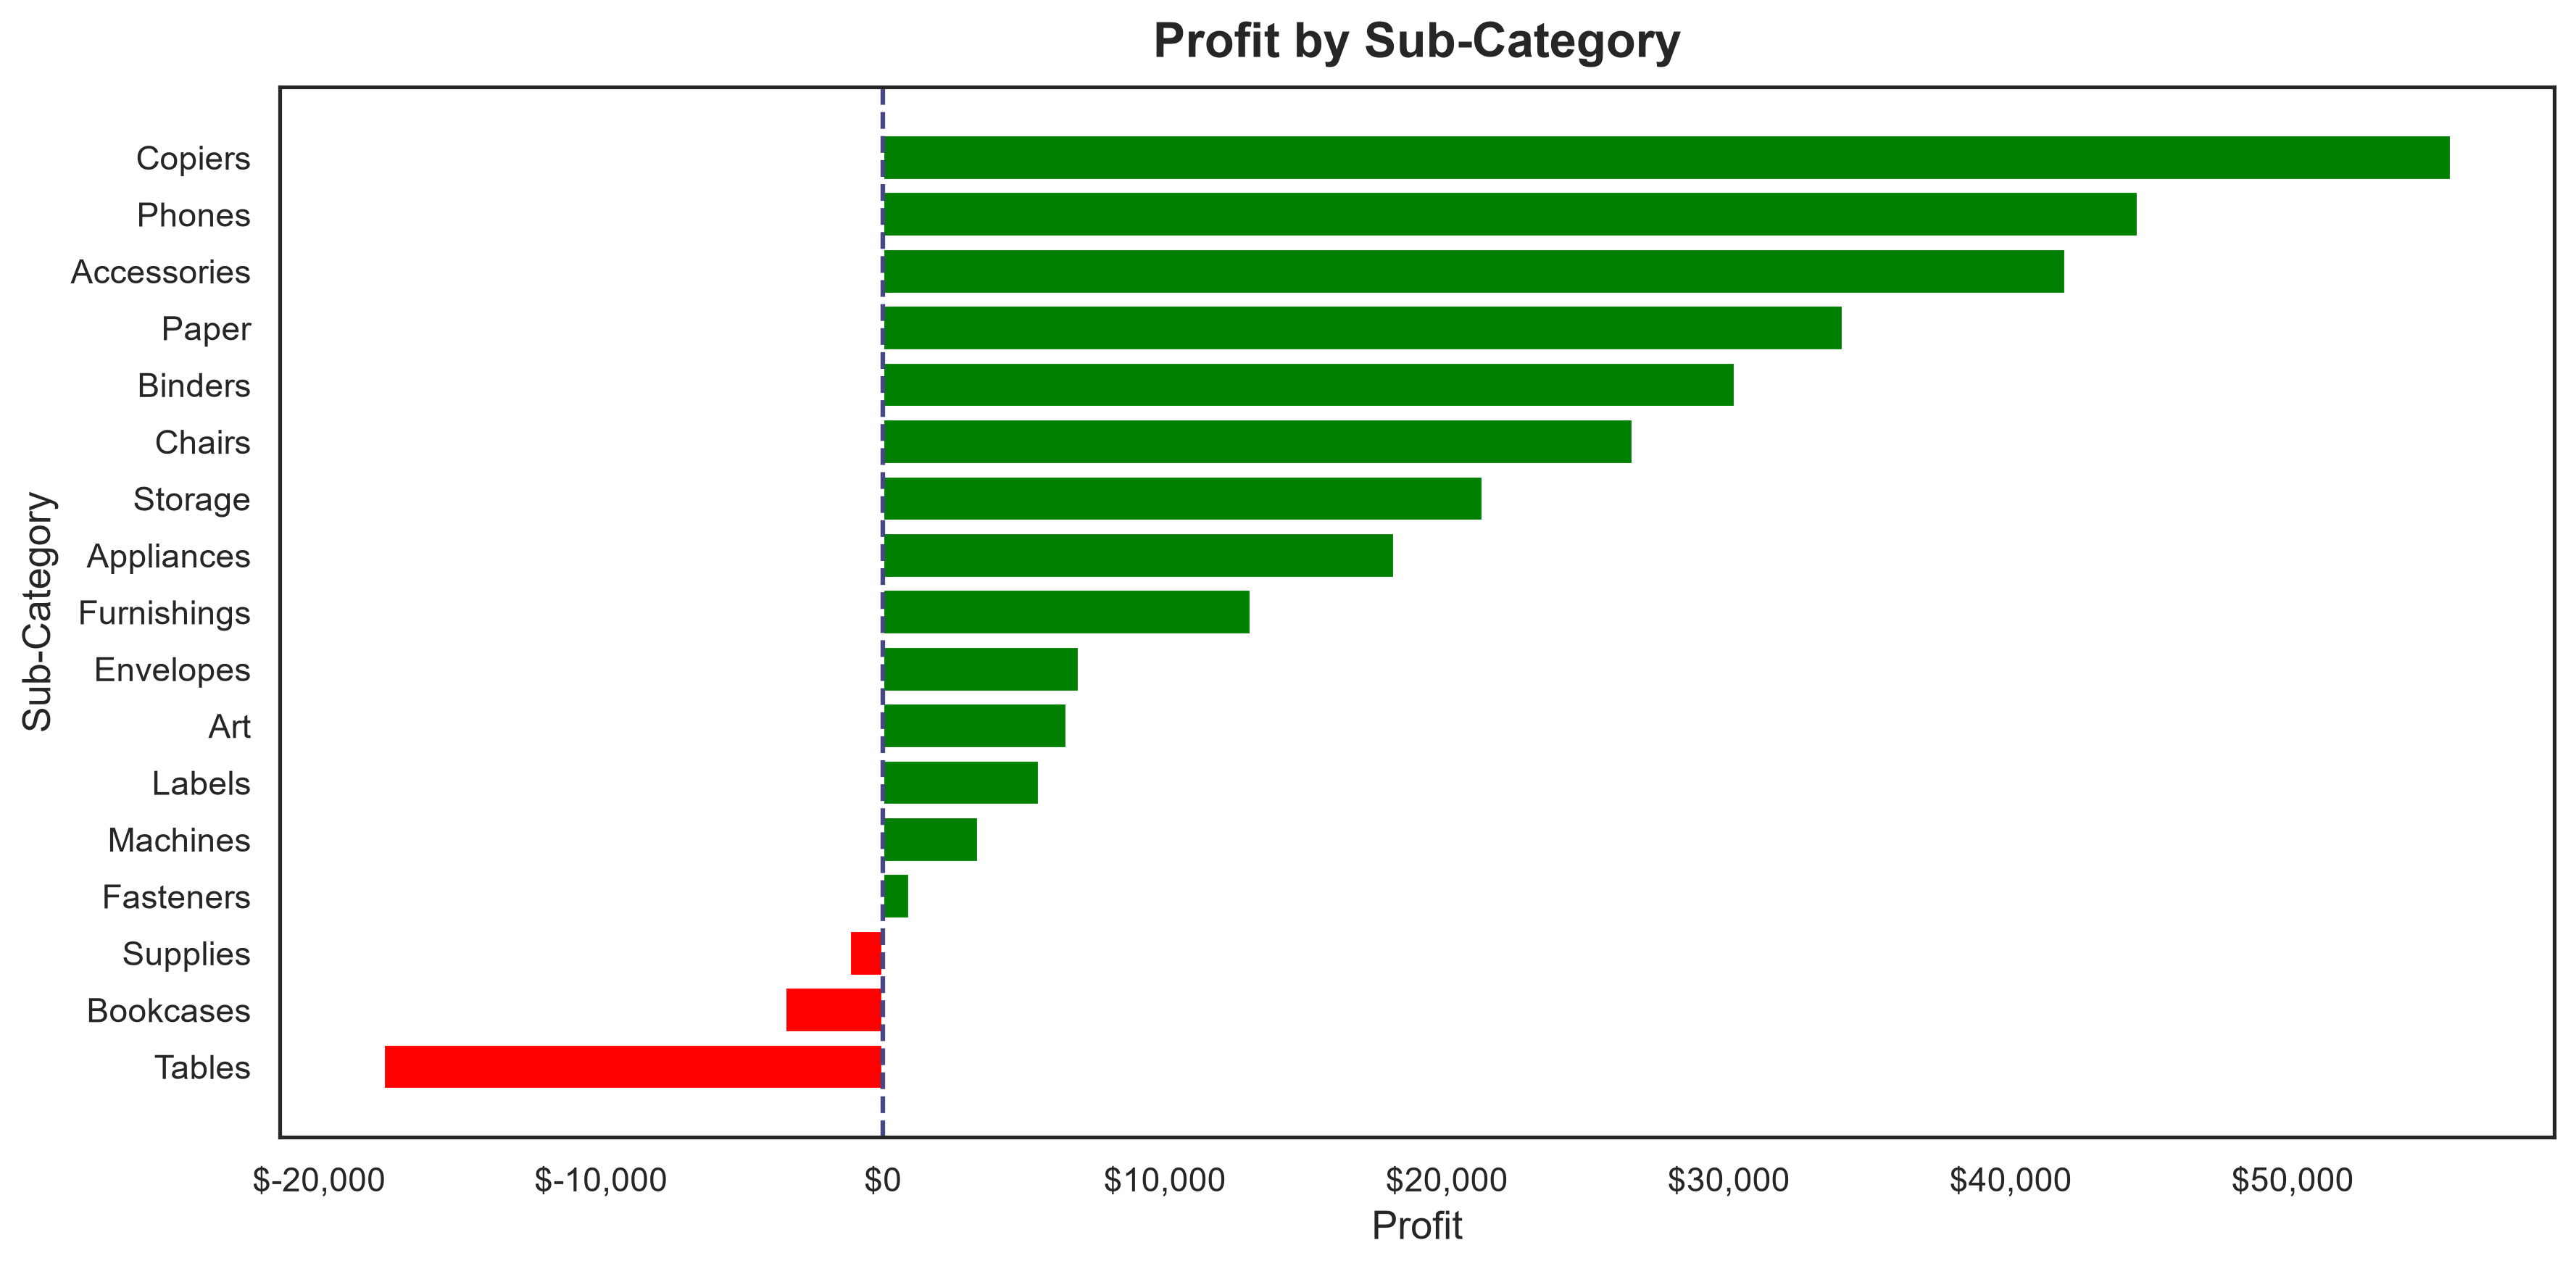 Profit by Sub-Category
Sub-Category
Copiers
Phones
Accessories
Paper
Binders
Chairs
Storage
Appliances
Furnishings
Envelopes
Art
Labels
Machines
Fasteners
Supplies
Bookcases
Tables
$-20,000 $-10,000 $0 $10,000 $20,000 $30,000 $40,000 $50,000
Profit